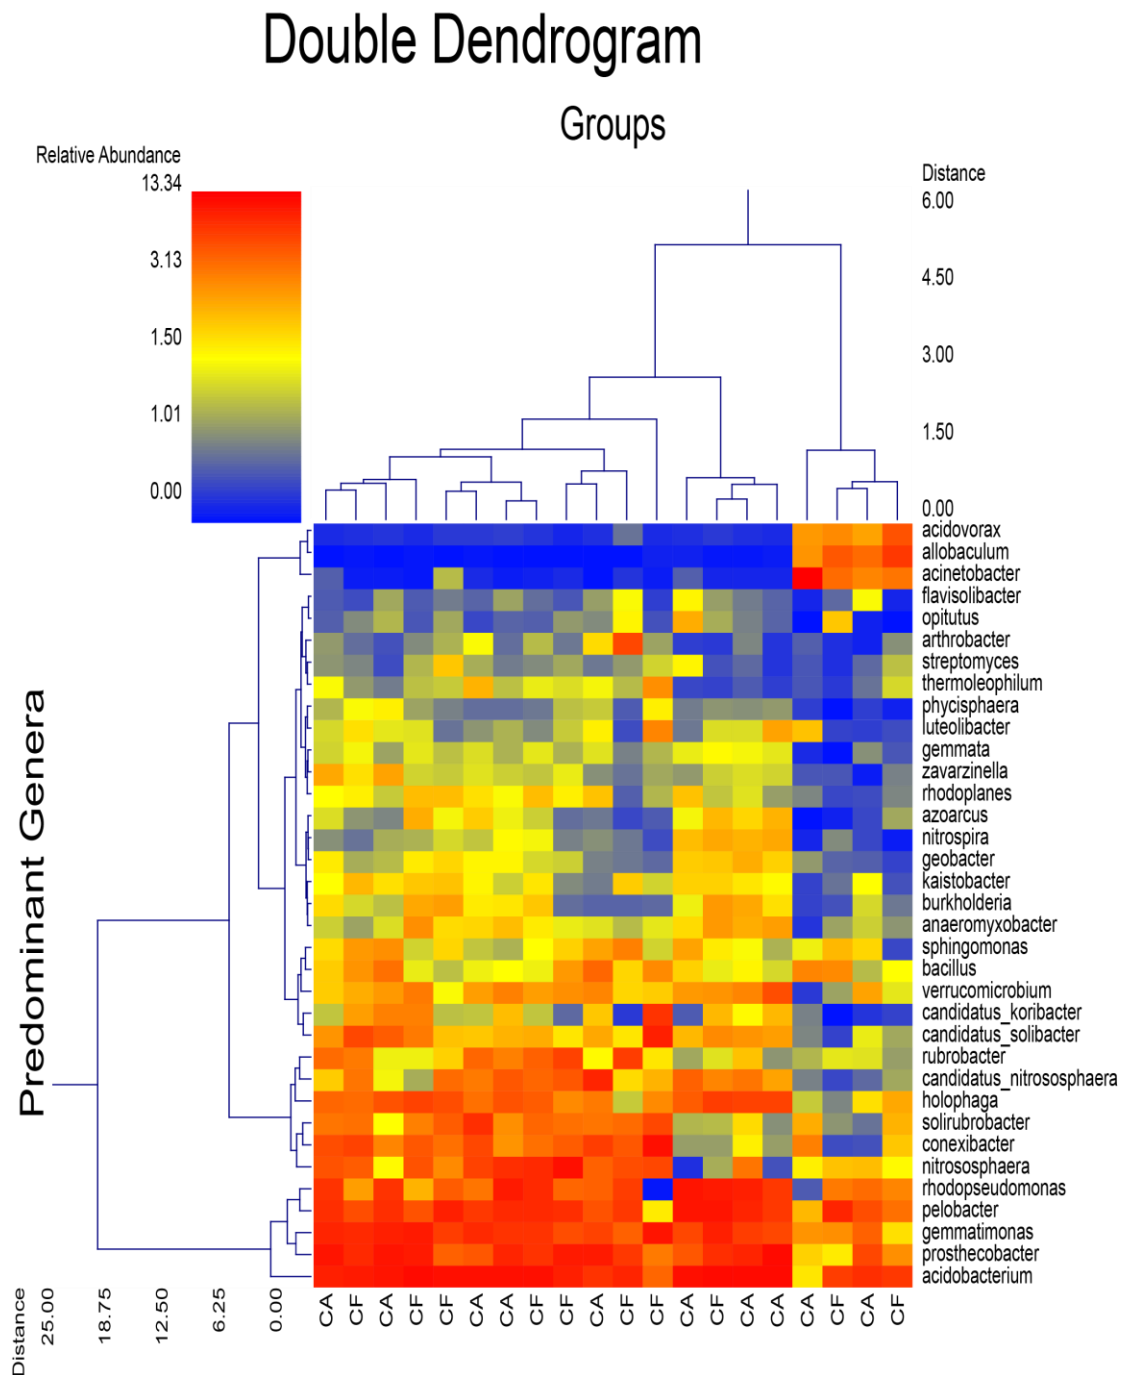 Double Dendrogram
Groups
Relative Abundance
13.34
3.13
1.50
1.01
0.00
Distance
6.00
4.50
3.00
1.50
0.00
acidovorax
allobaculum
acinetobacter
flavisolibacter
opitutus
arthrobacter
streptomyces
thermoleophilum
phycisphaera
luteolibacter
gemmata
zavarzinella
rhodoplanes
azoarcus
nitrospira
geobacter
kaistobacter
burkholderia
anaeromyxobacter
sphingomonas
bacillus
verrucomicrobium
candidatus_koribacter
candidatus_solibacter
rubrobacter
candidatus_nitrososphaera
holophaga
solirubrobacter
conexibacter
nitrososphaera
rhodopseudomonas
pelobacter
gemmatimonas
prosthecobacter
acidobacterium
Predominant Genera
Distance
25.00
18.75
12.50
6.25
0.00
CA CF CA CF CF CA CA CF CF CA CF CF CA CF CA CA CA CF CA CF